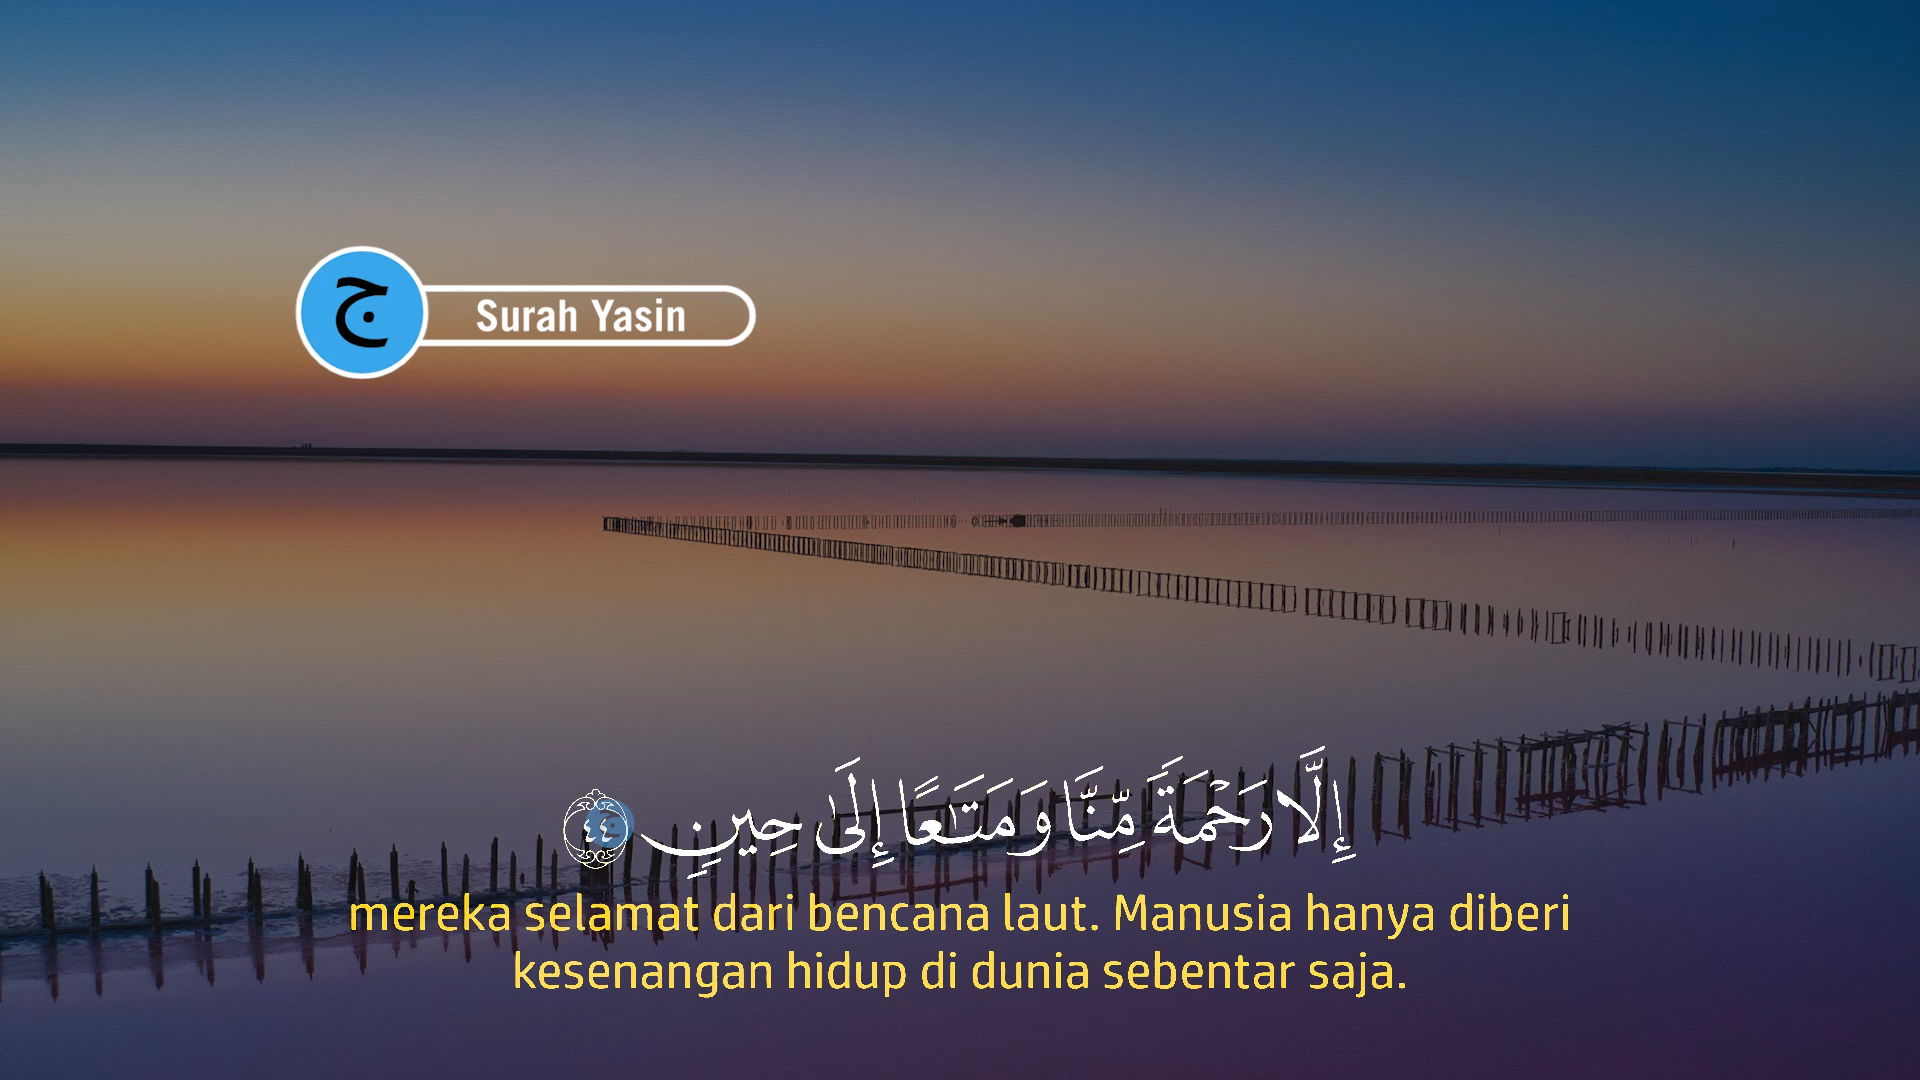 ج
Surah Yasin
إِلَّا رَحْمَةً مِّنَّا وَمَتَـٰعًا إِلَىٰ حِينٍ ٤٤
mereka selamat dari bencana laut. Manusia hanya diberi
kesenangan hidup di dunia sebentar saja.